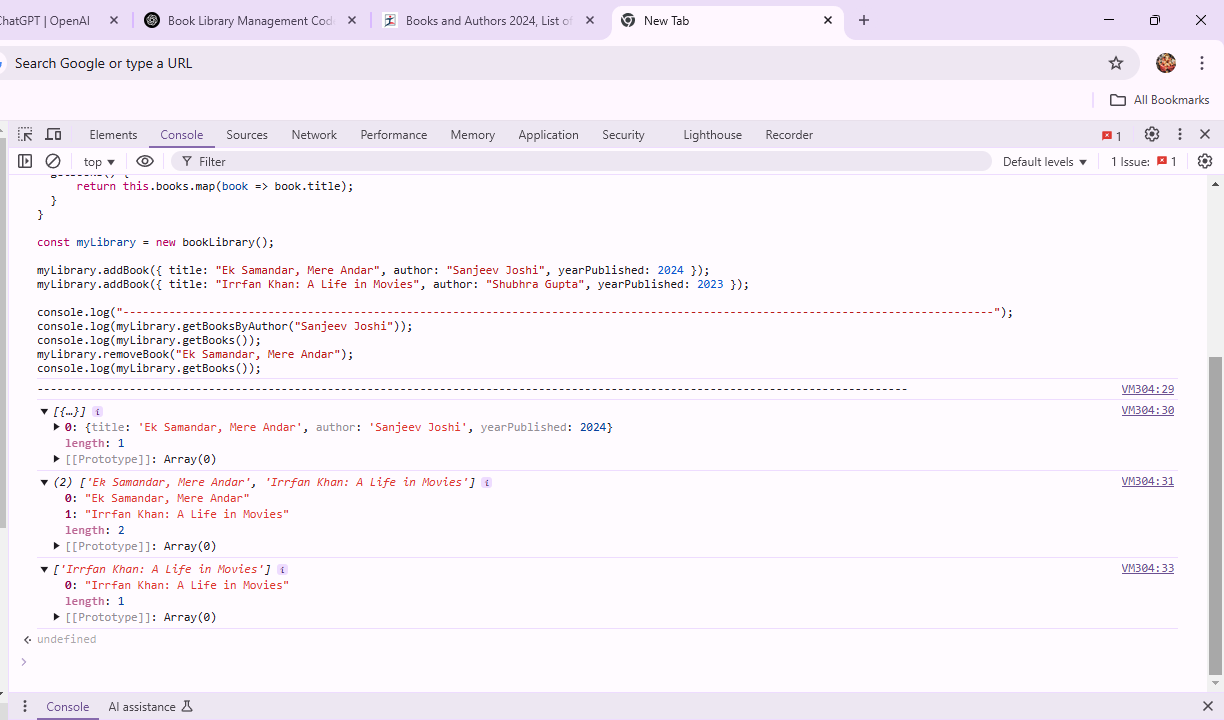 ChatGPT | OpenAI
Book Library Management Cod
Books and Authors 2024, List of
New Tab
Search Google or type a URL
All Bookmarks
Elements Console Sources Network Performance Memory Application Security Lighthouse Recorder 1
top Filter Default levels 1 Issue: 1
getBooks() {
return this.books.map(book => book.title);
}
}
const myLibrary = new bookLibrary();
myLibrary.addBook({ title: "Ek Samandar, Mere Andar", author: "Sanjeev Joshi", yearPublished: 2024 });
myLibrary.addBook({ title: "Irrfan Khan: A Life in Movies", author: "Shubhra Gupta", yearPublished: 2023 });
console.log("------------------------------------------------------------------------------------------------------------------------------------");
console.log(myLibrary.getBooksByAuthor("Sanjeev Joshi"));
console.log(myLibrary.getBooks());
myLibrary.removeBook("Ek Samandar, Mere Andar");
console.log(myLibrary.getBooks());
------------------------------------------------------------------------------------------------------------------------------------ VM304:29
[{…}] i VM304:30
0: {title: 'Ek Samandar, Mere Andar', author: 'Sanjeev Joshi', yearPublished: 2024}
length: 1
[[Prototype]]: Array(0)
(2) ['Ek Samandar, Mere Andar', 'Irrfan Khan: A Life in Movies'] i VM304:31
0: "Ek Samandar, Mere Andar"
1: "Irrfan Khan: A Life in Movies"
length: 2
[[Prototype]]: Array(0)
['Irrfan Khan: A Life in Movies'] i VM304:33
0: "Irrfan Khan: A Life in Movies"
length: 1
[[Prototype]]: Array(0)
undefined
Console AI assistance